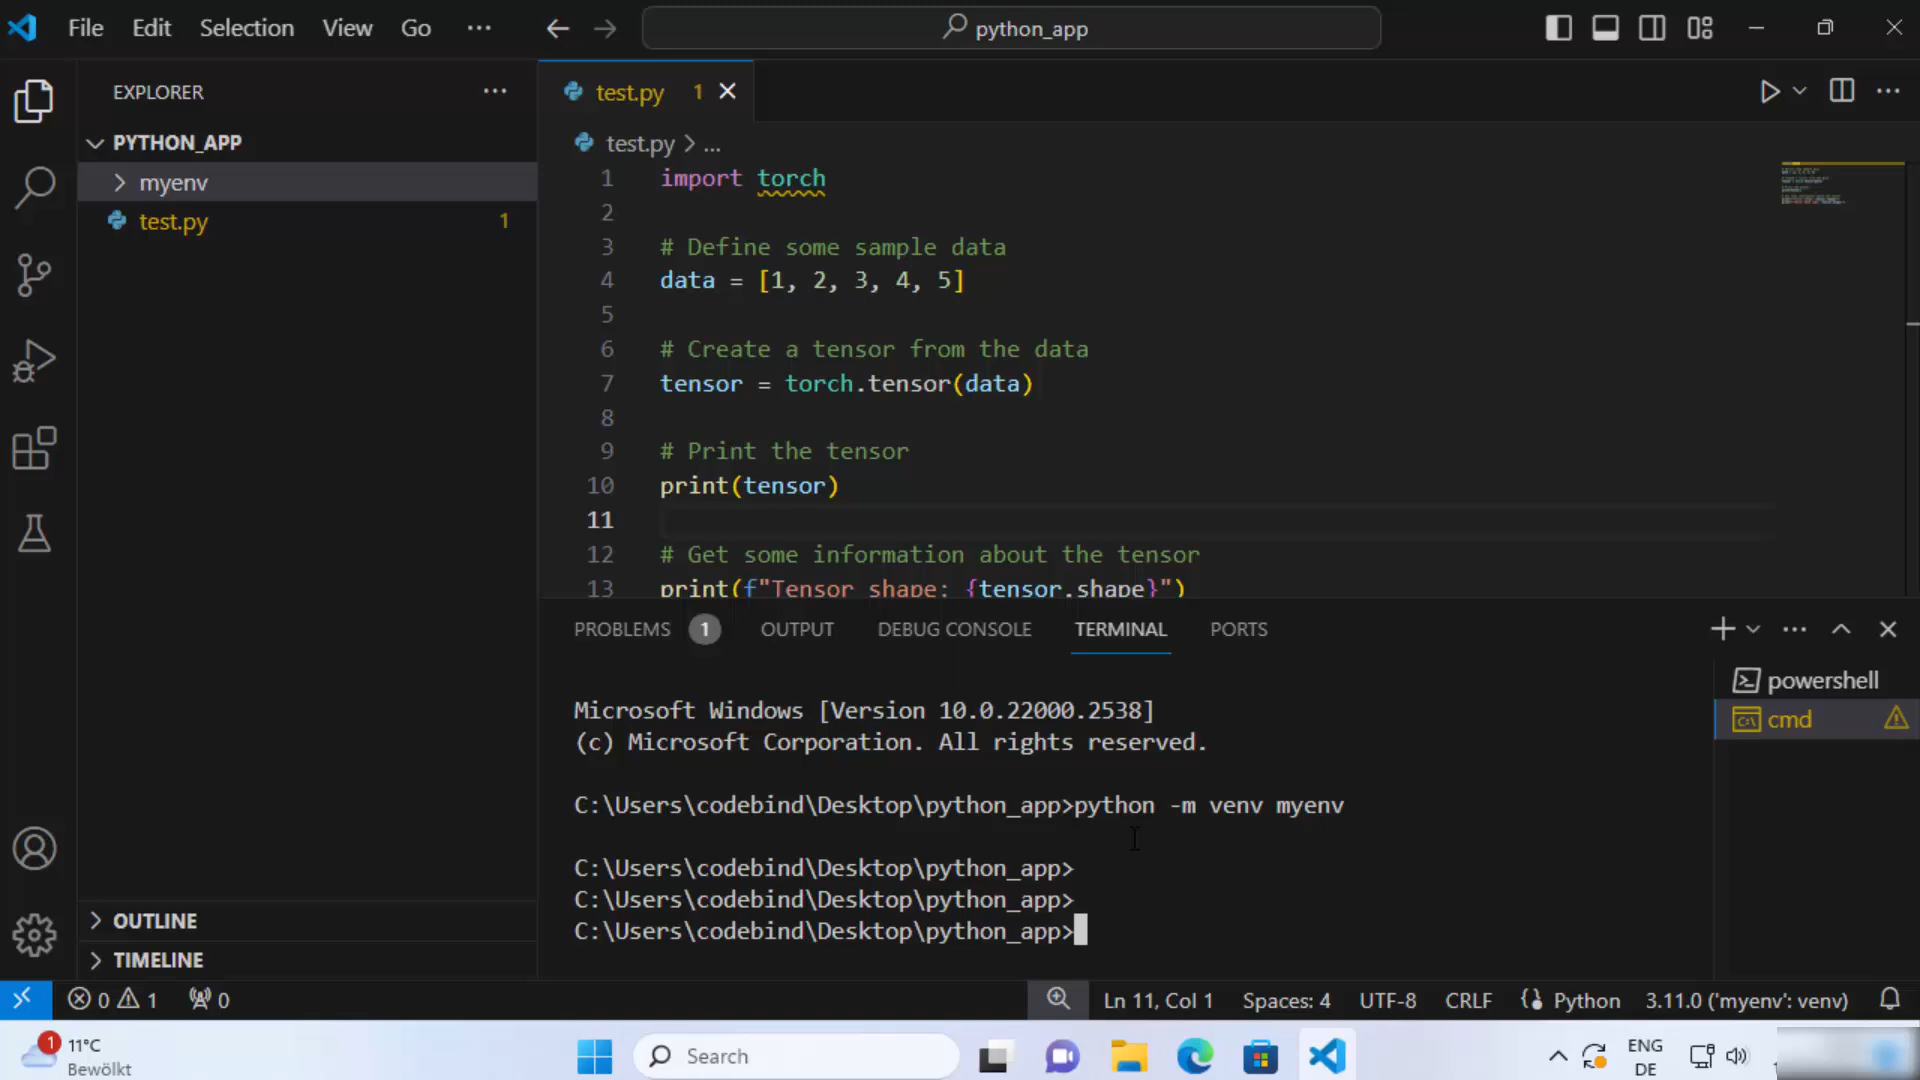 File Edit Selection View Go ···
python_app
EXPLORER ···
PYTHON_APP
myenv
test.py 1
OUTLINE
TIMELINE
test.py 1
test.py > ...
1 import torch
2
3 # Define some sample data
4 data = [1, 2, 3, 4, 5]
5
6 # Create a tensor from the data
7 tensor = torch.tensor(data)
8
9 # Print the tensor
10 print(tensor)
11
12 # Get some information about the tensor
13 print(f"Tensor shape: {tensor.shape}")
PROBLEMS 1 OUTPUT DEBUG CONSOLE TERMINAL PORTS
powershell
cmd
Microsoft Windows [Version 10.0.22000.2538]
(c) Microsoft Corporation. All rights reserved.
C:\Users\codebind\Desktop\python_app>python -m venv myenv
C:\Users\codebind\Desktop\python_app>
C:\Users\codebind\Desktop\python_app>
C:\Users\codebind\Desktop\python_app>
0 1 0 Ln 11, Col 1 Spaces: 4 UTF-8 CRLF Python 3.11.0 ('myenv': venv)
1 11°C
Bewölkt
Search
ENG
DE